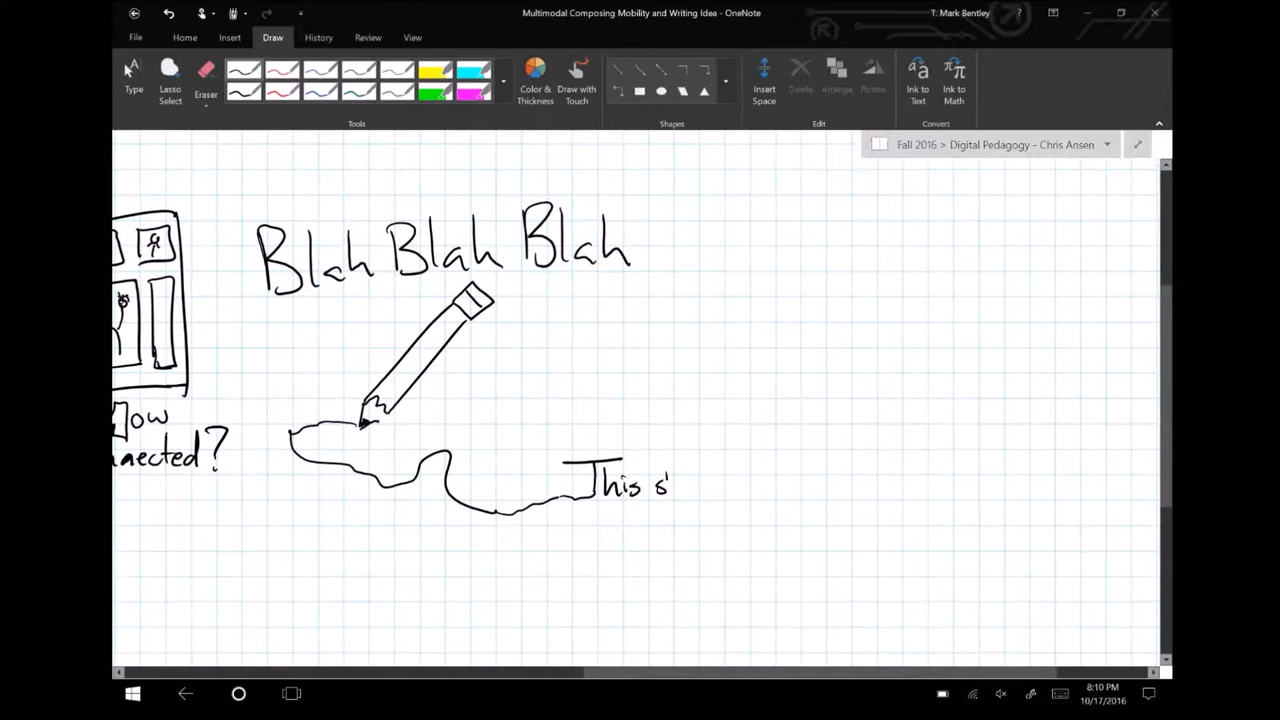 Multimodal Composing Mobility and Writing Idea - OneNote
T. Mark Bentley
?
File Home Insert Draw History Review View
Type
Lasso Select
Eraser
Color & Thickness
Draw with Touch
Insert Space
Delete
Arrange
Rotate
Ink to Text
Ink to Math
Tools
Shapes
Edit
Convert
Fall 2016 > Digital Pedagogy - Chris Ansen
Blah Blah Blah
How
nnected?
This
8:10 PM
10/17/2016